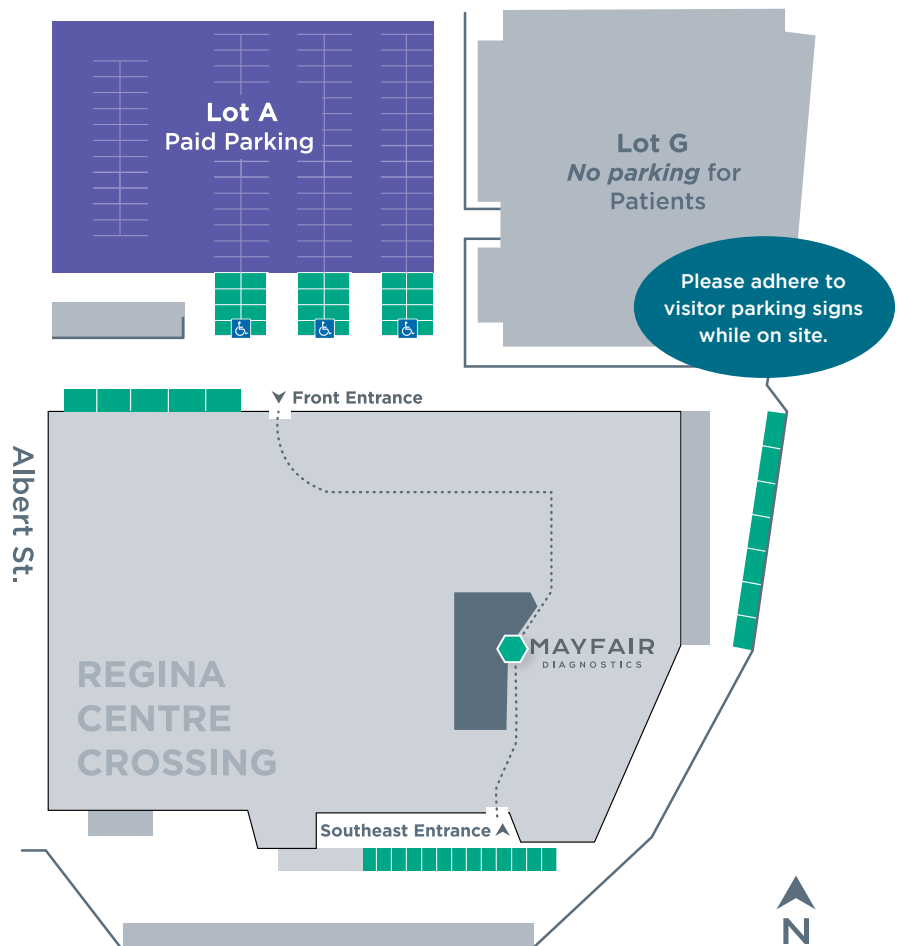 Lot A
Paid Parking
Lot G
No parking for
Patients
Please adhere to
visitor parking signs
while on site.
Front Entrance
Albert St.
MAYFAIR
DIAGNOSTICS
REGINA
CENTRE
CROSSING
Southeast Entrance
N